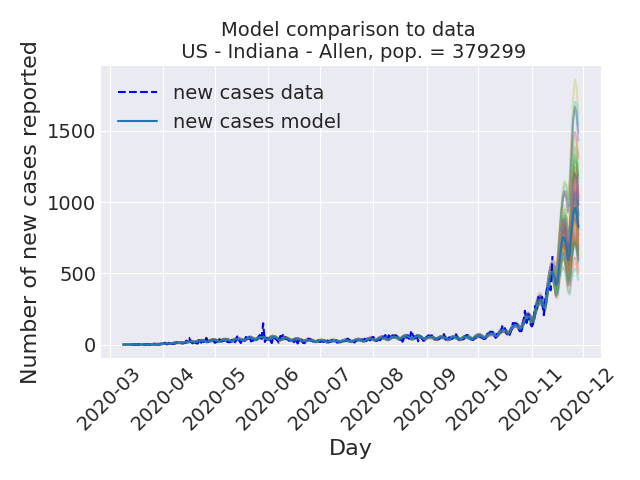 Model comparison to data
US - Indiana - Allen, pop. = 379299
Number of new cases reported
new cases data
new cases model
1500
1000
500
0
2020-03
2020-04
2020-05
2020-06
2020-07
2020-08
2020-09
2020-10
2020-11
2020-12
Day